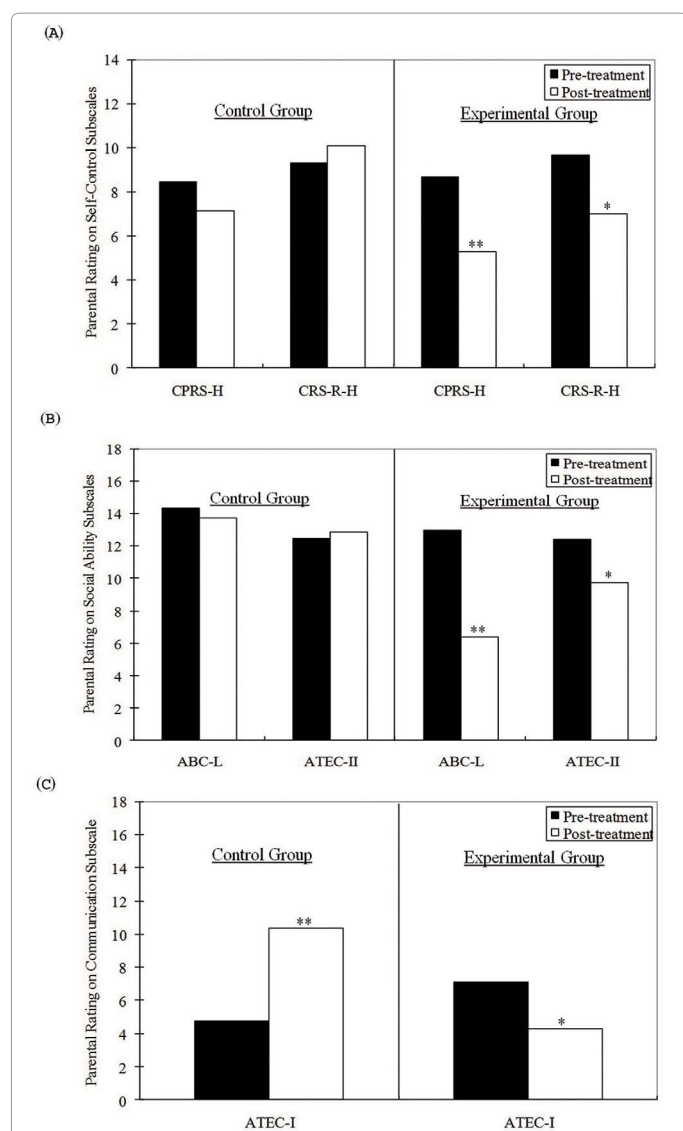 (A)
Parental Rating on Self-Control Subscales
14
12
10
8
6
4
2
0
Control Group
Experimental Group
Pre-treatment
Post-treatment
**
*
CPRS-H
CRS-R-H
CPRS-H
CRS-R-H
(B)
Parental Rating on Social Ability Subscales
18
16
14
12
10
8
6
4
2
0
Control Group
Experimental Group
Pre-treatment
Post-treatment
**
*
ABC-L
ATEC-II
ABC-L
ATEC-II
(C)
Parental Rating on Communication Subscale
18
16
14
12
10
8
6
4
2
0
Control Group
Experimental Group
Pre-treatment
Post-treatment
**
*
ATEC-I
ATEC-I